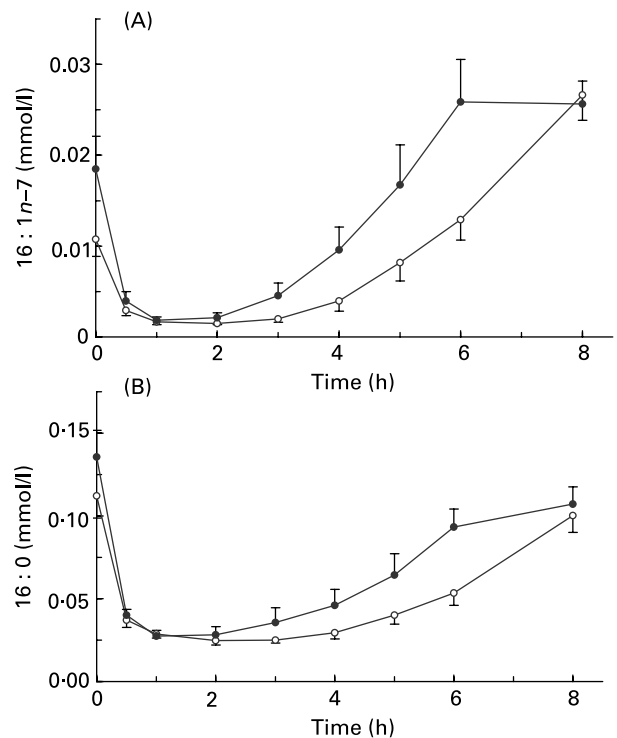 (A)
0.03
0.02
0.01
0
16 : 1n–7 (mmol/l)
0 2 4 6 8
Time (h)
(B)
0·15
0·10
0·05
0·00
16 : 0 (mmol/l)
0 2 4 6 8
Time (h)